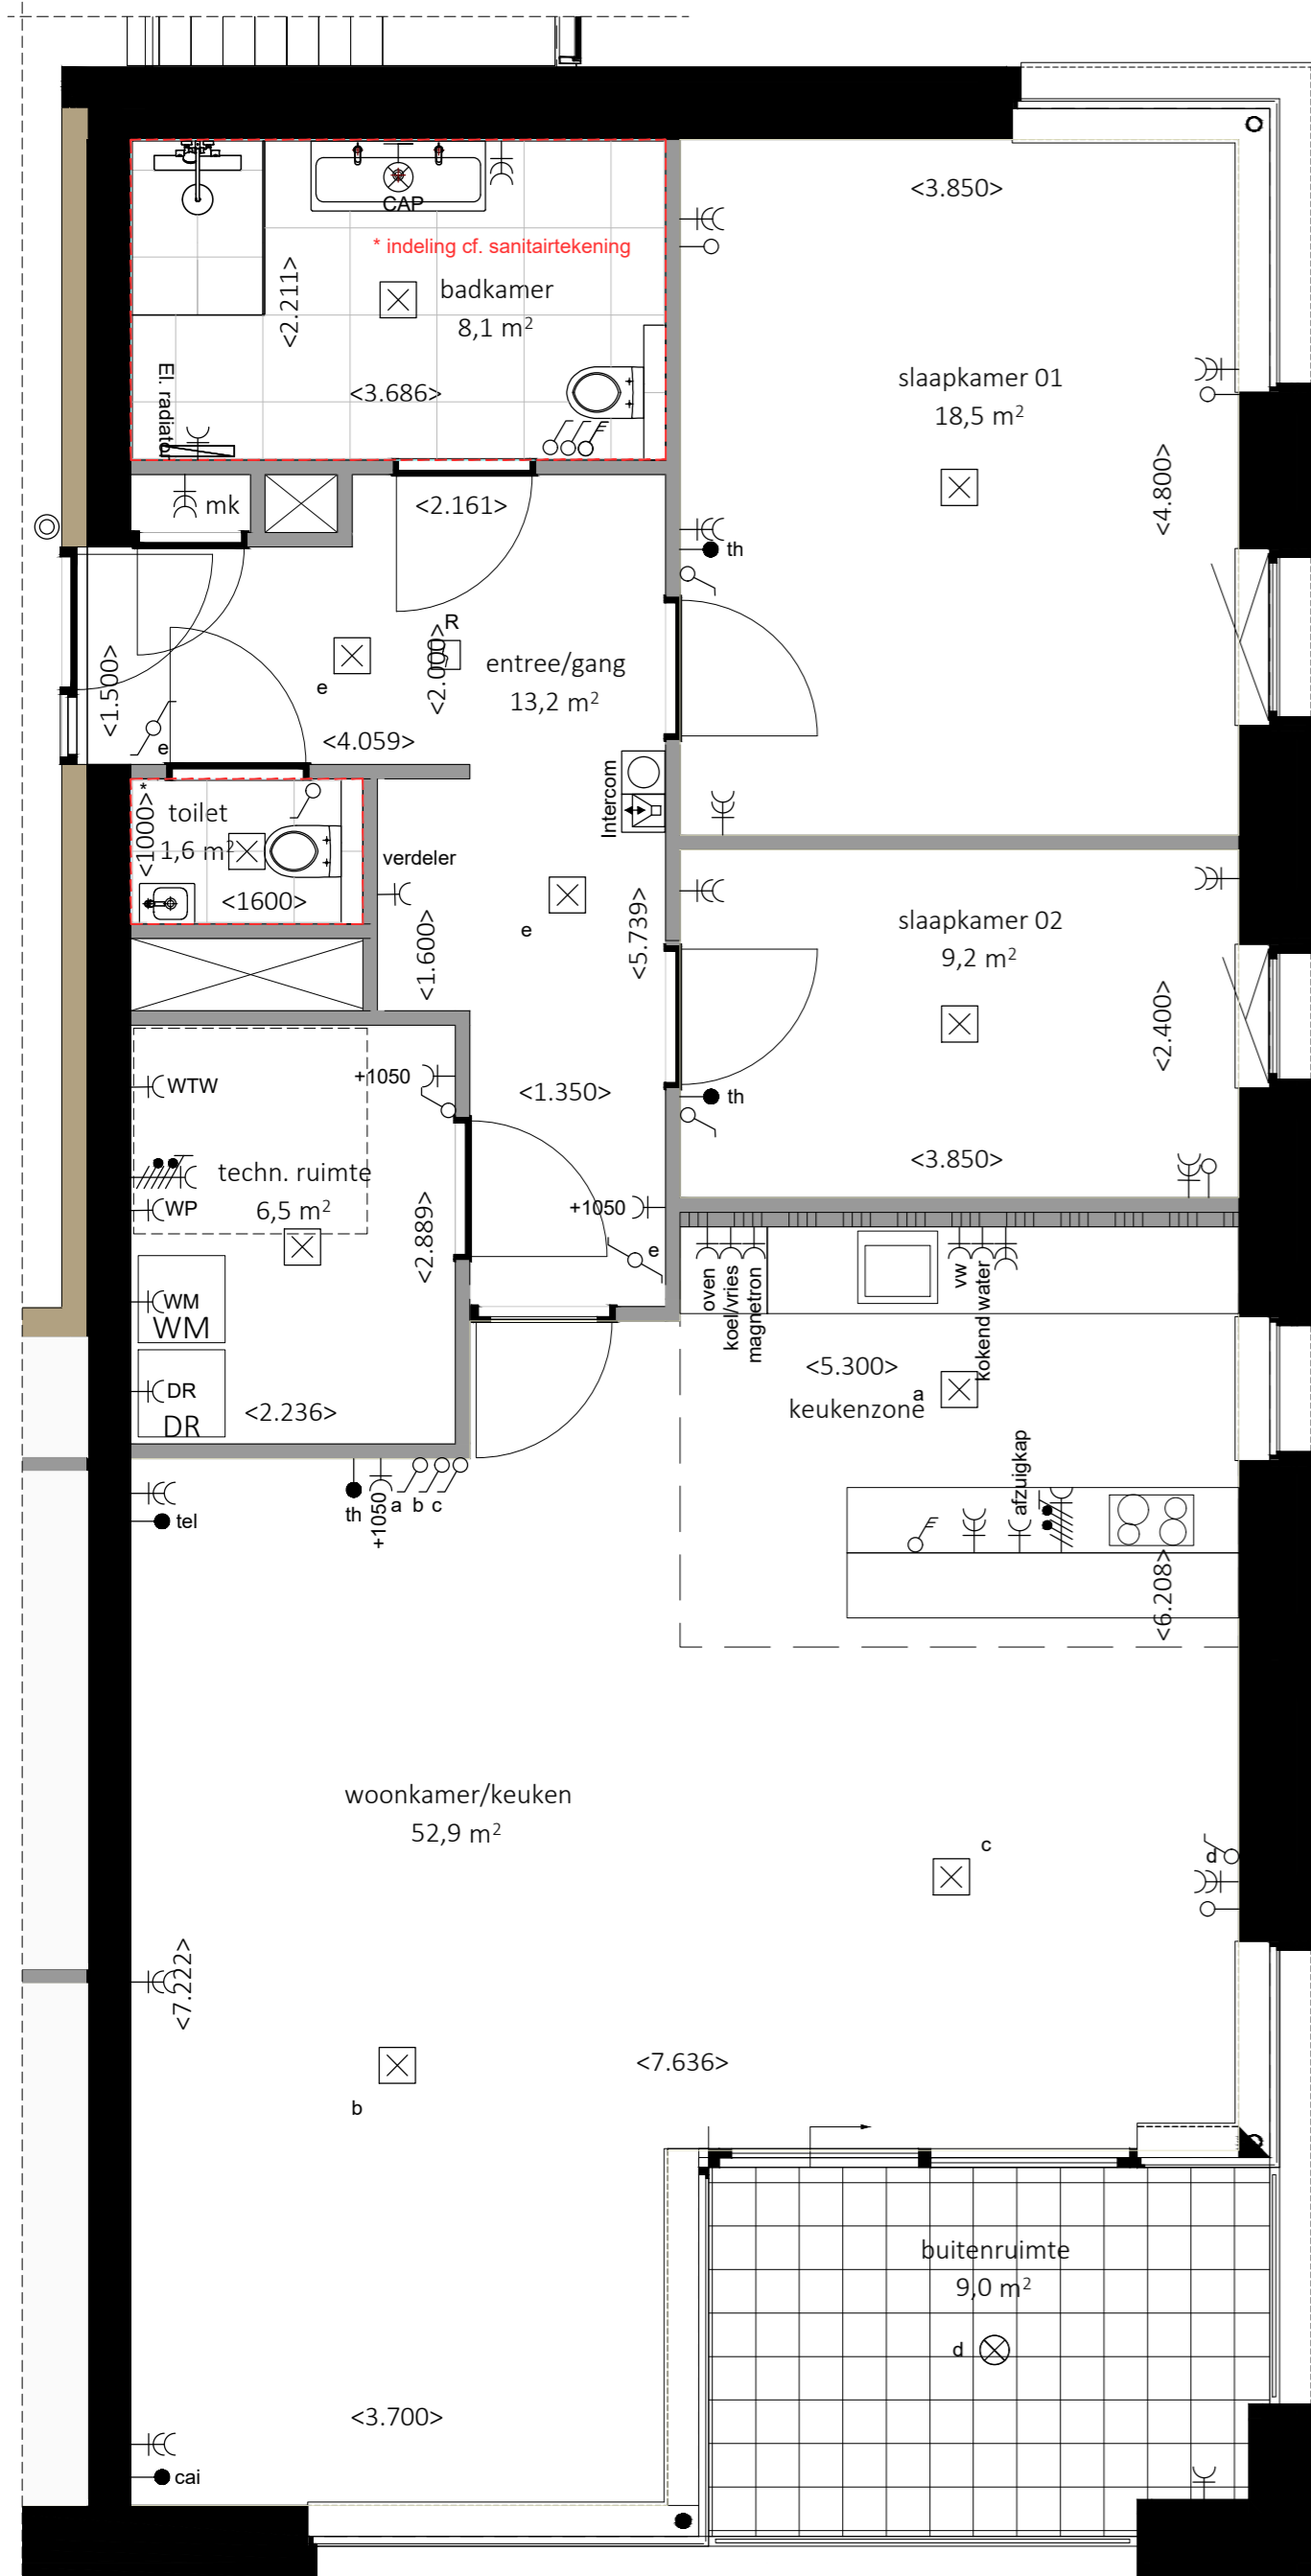 <3.850>
CAP
* indeling cf. sanitairtekening
<2.211>
badkamer
8,1 m²
<3.686>
El. radiator
slaapkamer 01
18,5 m²
<4.800>
mk
<2.161>
th
R
<2.000>
entree/gang
13,2 m²
e
<1.500>
e
<4.059>
Intercom
<1000>*
toilet
1,6 m²
<1600>
verdeler
<1.600>
e
<5.739>
slaapkamer 02
9,2 m²
<2.400>
WTW
+1050
<1.350>
th
<3.850>
techn. ruimte
6,5 m²
WP
<2.889>
+1050
e
WM
WM
DR
DR
<2.236>
oven
koel/vries
magnetron
vw
kokend water
<5.300>
a
keukenzone
afzuigkap
<6.208>
tel
th
+1050
a b c
woonkamer/keuken
52,9 m²
c
d
<7.222>
<7.636>
b
buitenruimte
9,0 m²
d
<3.700>
cai